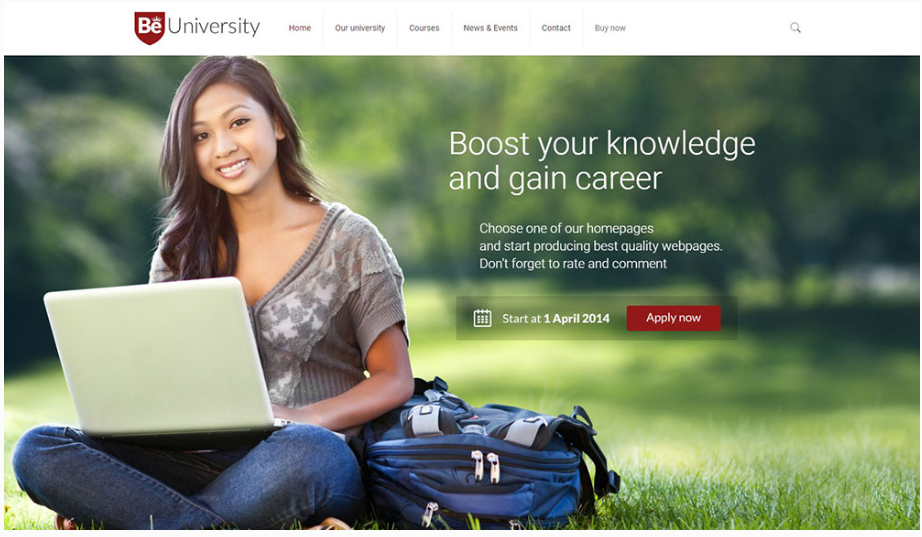 Be University
Home Our university Courses News & Events Contact Buy now
Boost your knowledge
and gain career
Choose one of our homepages
and start producing best quality webpages.
Don't forget to rate and comment
Start at 1 April 2014 Apply now